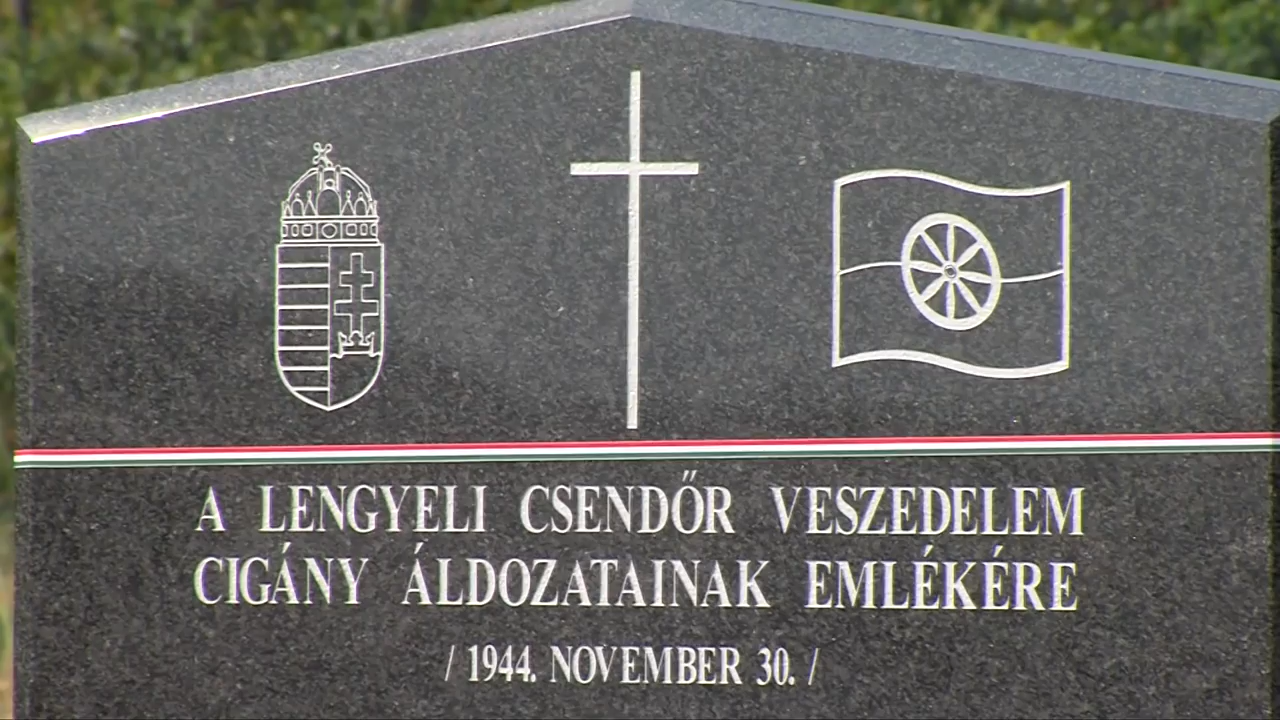 A LENGYELI CSENDŐR VESZEDELEM
CIGÁNY ÁLDOZATAINAK EMLÉKÉRE
/ 1944. NOVEMBER 30. /